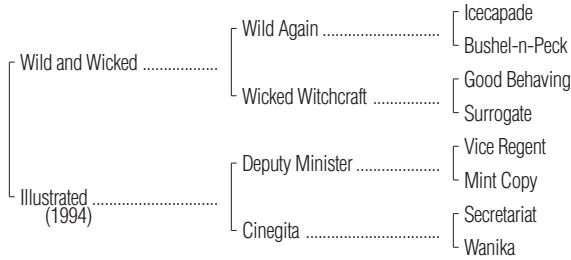 Icecapade
Wild Again ........................
Bushel-n-Peck
Wild and Wicked ..................
Good Behaving
Wicked Witchcraft ................
Surrogate
Vice Regent
Deputy Minister ....................
Mint Copy
Illustrated ..............................
(1994)
Secretariat
Cinegita ................................
Wanika